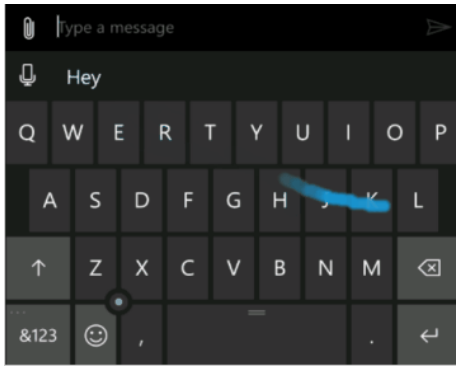 Type a message
Hey
Q W E R T Y U I O P
A S D F G H J K L
Z X C V B N M
&123 , .